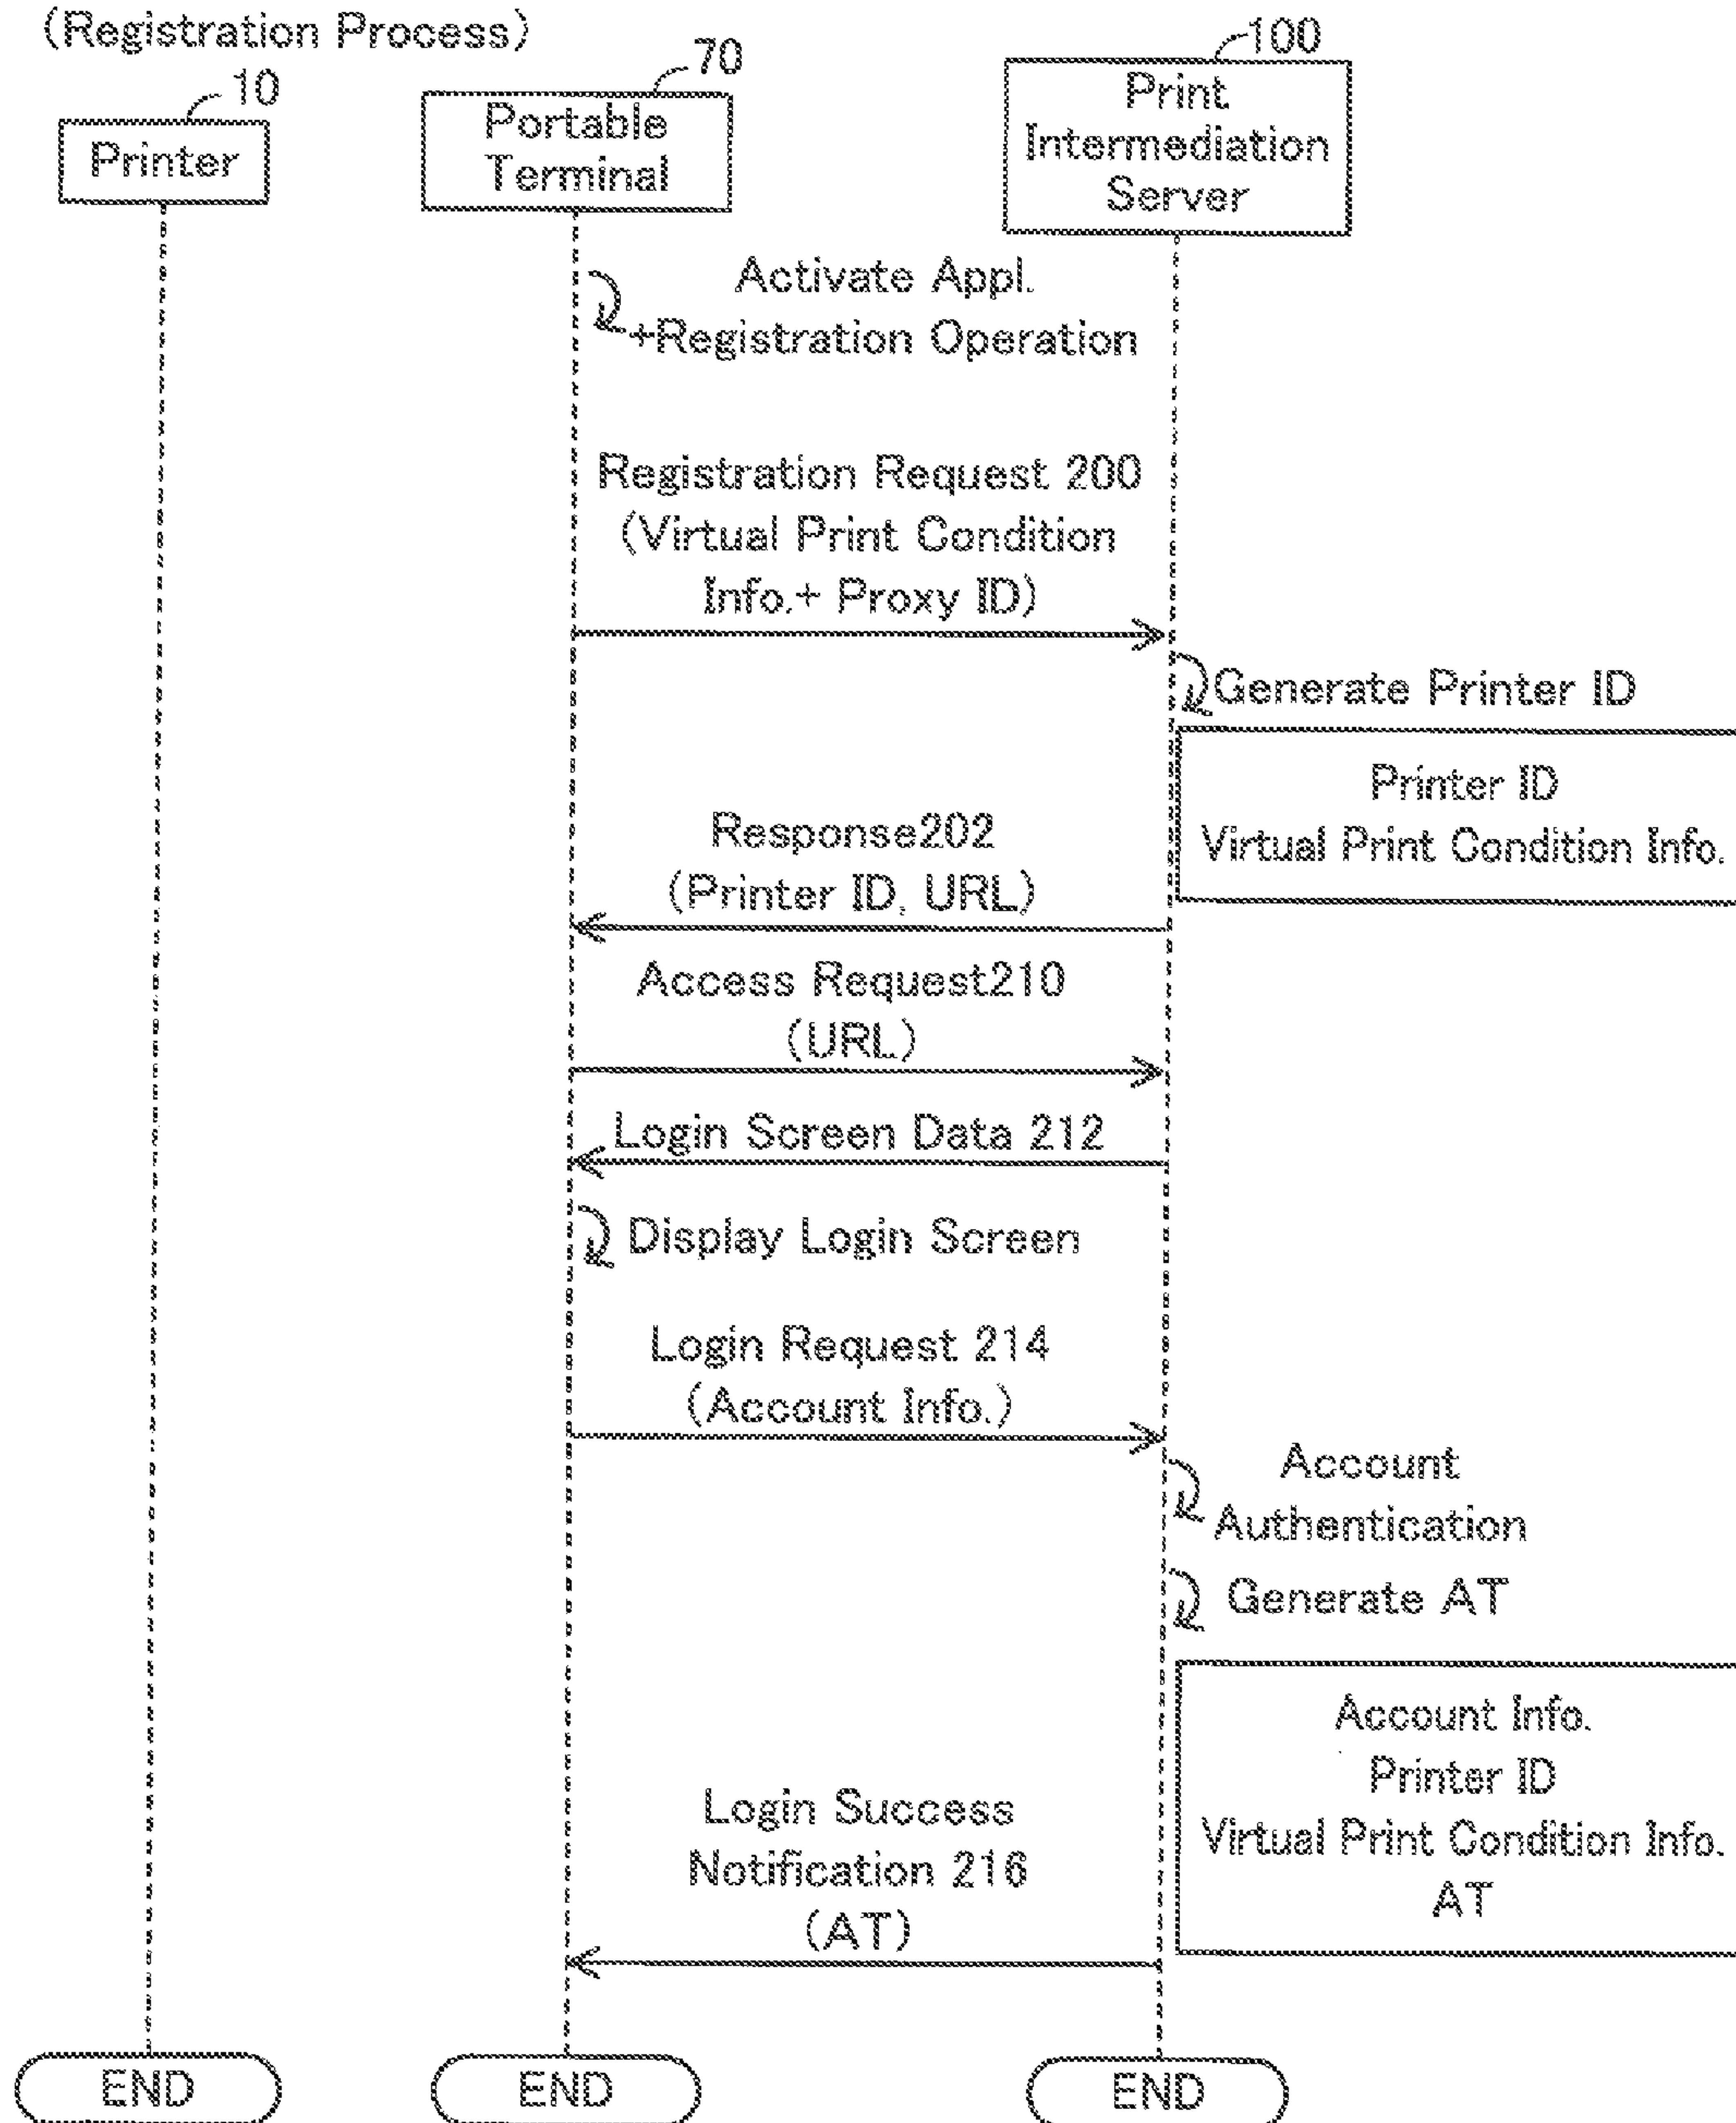 (Registration Process)
10
70
100
Printer
Portable
Terminal
Print
Intermediation
Server
Activate Appl.
+Registration Operation
Registration Request 200
(Virtual Print Condition
Info.+ Proxy ID)
Generate Printer ID
Printer ID
Virtual Print Condition Info.
Response202
(Printer ID, URL)
Access Request210
(URL)
Login Screen Data 212
Display Login Screen
Login Request 214
(Account Info.)
Account
Authentication
Generate AT
Account Info.
Printer ID
Virtual Print Condition Info.
AT
Login Success
Notification 216
(AT)
END
END
END